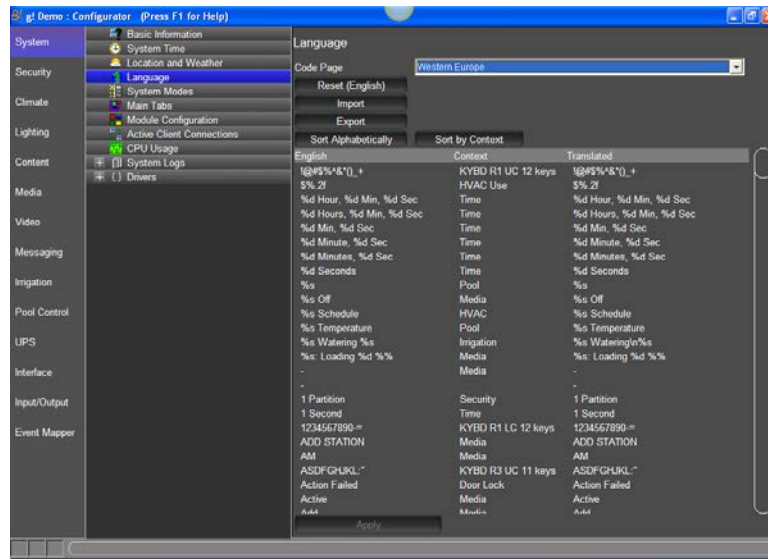 g! Demo : Configurator (Press F1 for Help)
System
Security
Climate
Lighting
Content
Media
Video
Messaging
Irrigation
Pool Control
UPS
Interface
Input/Output
Event Mapper
Basic Information
System Time
Location and Weather
Language
System Modes
Main Tabs
Module Configuration
Active Client Connections
CPU Usage
System Logs
Drivers
Language
Code Page Western Europe
Reset (English)
Import
Export
Sort Alphabetically Sort by Context
English Context Translated
!@#$%^&*()_+ KYBD R1 UC 12 keys !@#$%^&*()_+
$%.2f HVAC Use $%.2f
%d Hour, %d Min, %d Sec Time %d Hour, %d Min, %d Sec
%d Hours, %d Min, %d Sec Time %d Hours, %d Min, %d Sec
%d Min, %d Sec Time %d Min, %d Sec
%d Minute, %d Sec Time %d Minute, %d Sec
%d Minutes, %d Sec Time %d Minutes, %d Sec
%d Seconds Time %d Seconds
%s Pool %s
%s Off Media %s Off
%s Schedule HVAC %s Schedule
%s Temperature Pool %s Temperature
%s Watering %s Irrigation %s Watering\n%s
%s: Loading %d %% Media %s: Loading %d %%
- Media -
- -
1 Partition Security 1 Partition
1 Second Time 1 Second
1234567890-= KYBD R1 LC 12 keys 1234567890-=
ADD STATION Media ADD STATION
AM Media AM
ASDFGHJKL:" KYBD R3 UC 11 keys ASDFGHJKL:"
Action Failed Door Lock Action Failed
Active Media Active
Add Media Add
Apply